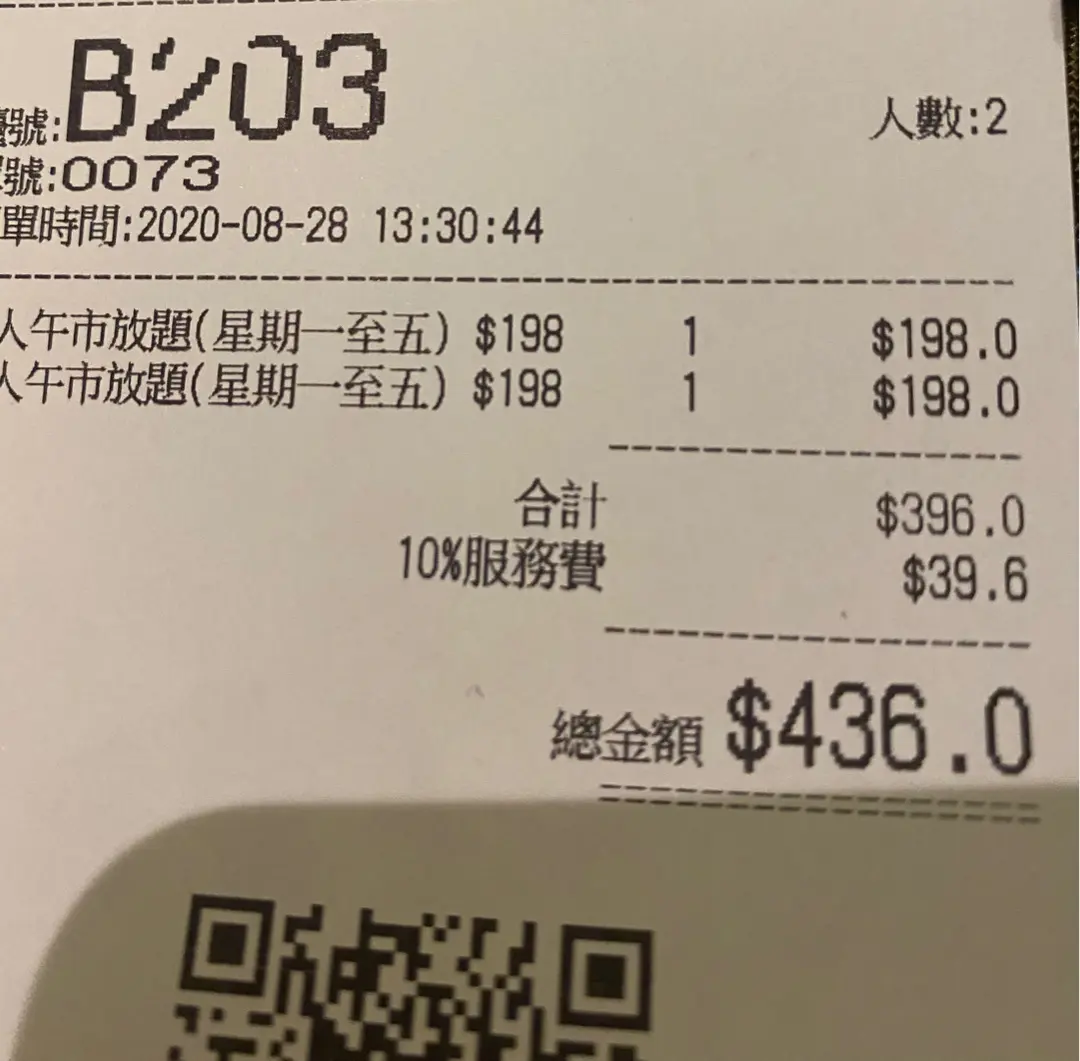 號:B203
人數:2
號:0073
單時間:2020-08-28 13:30:44
人午市放題(星期一至五) $198 1 $198.0
人午市放題(星期一至五) $198 1 $198.0
合計 $396.0
10%服務費 $39.6
總金額 $436.0